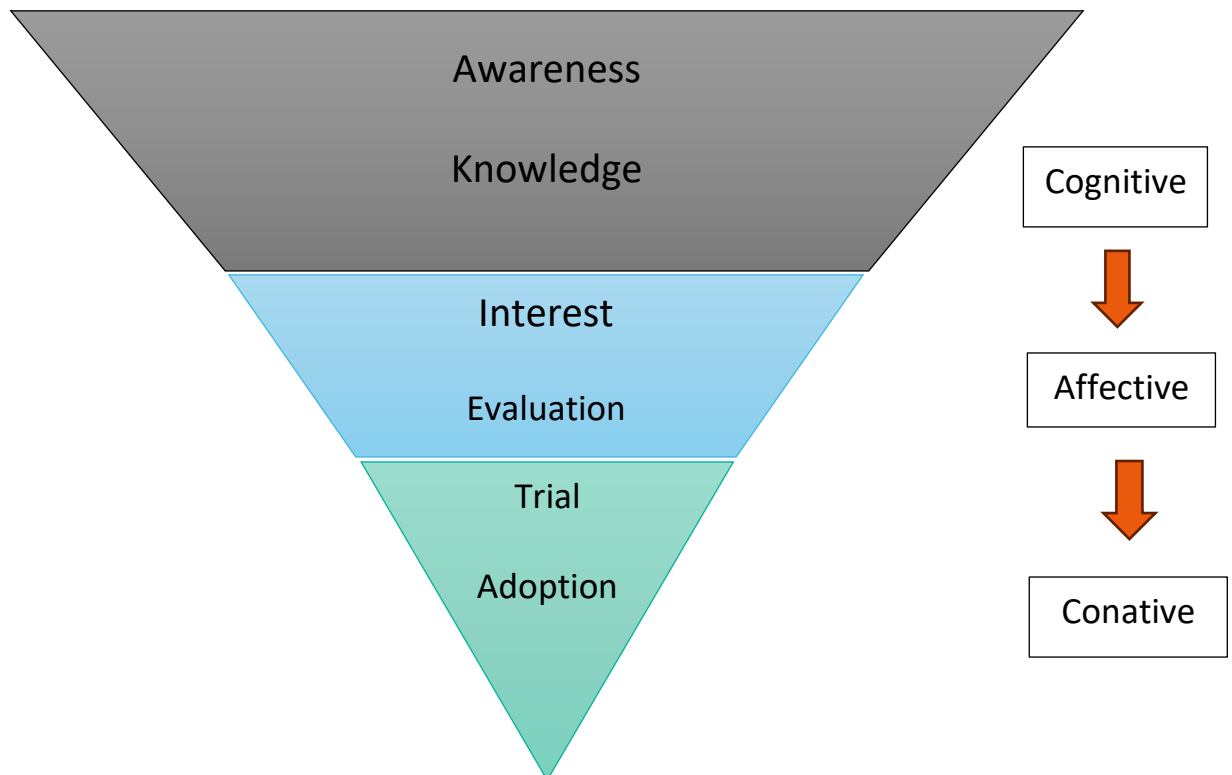 Awareness
Knowledge
Cognitive
Interest
Affective
Evaluation
Trial
Adoption
Conative